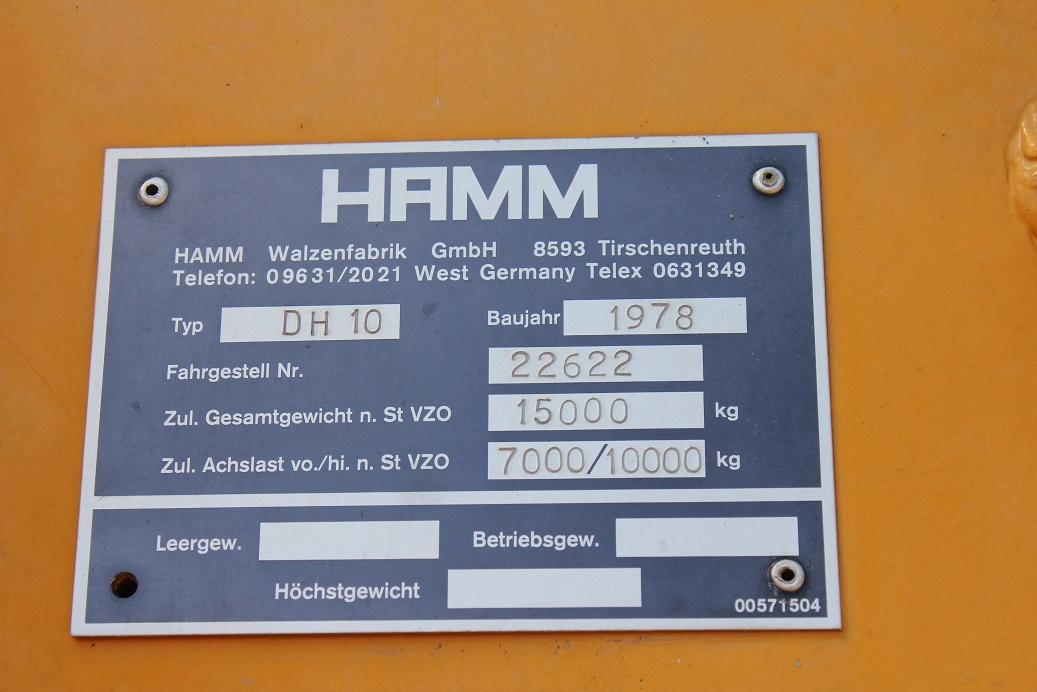 HAMM
HAMM Walzenfabrik GmbH 8593 Tirschenreuth
Telefon: 09631/2021 West Germany Telex 0631349
Typ DH 10 Baujahr 1978
Fahrgestell Nr. 22622
Zul. Gesamtgewicht n. St VZO 15000 kg
Zul. Achslast vo./hi. n. St VZO 7000/10000 kg
Leergew. Betriebsgew.
Höchstgewicht
00571504